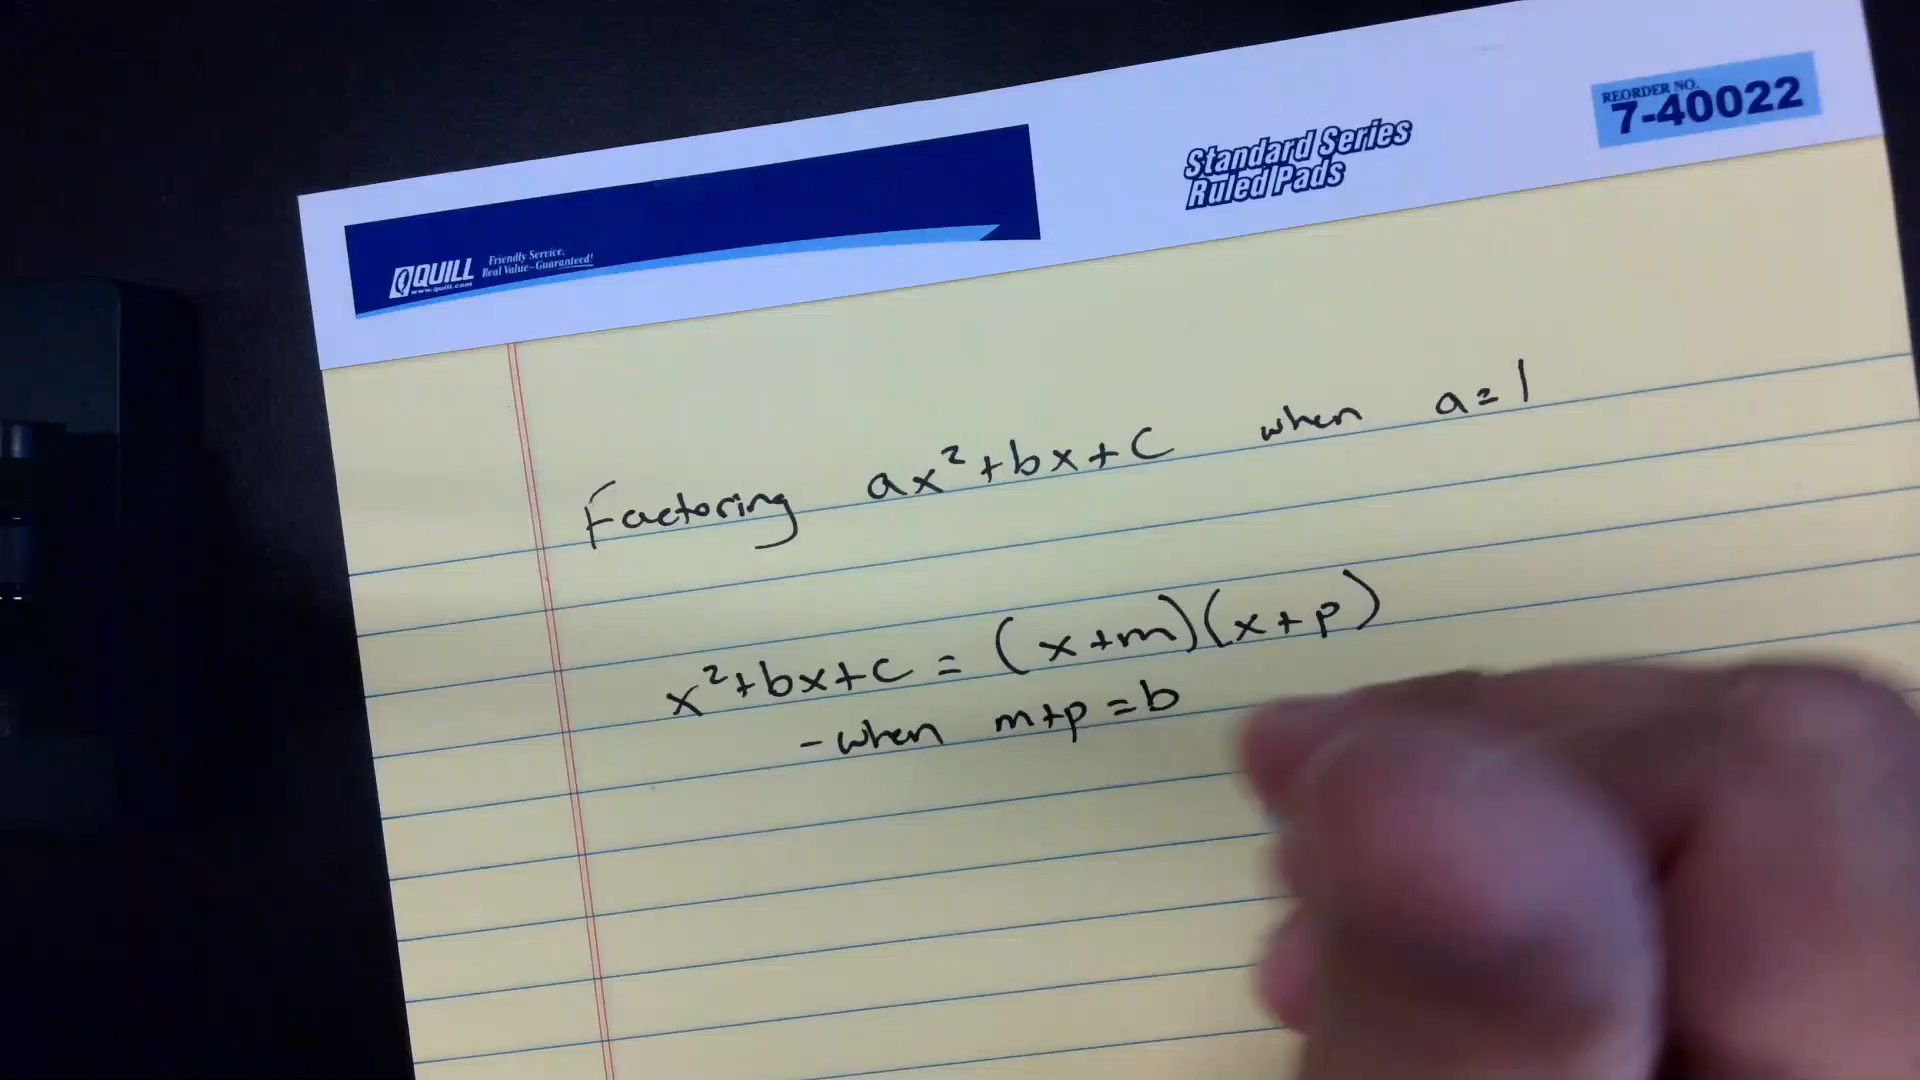 REORDER NO.
7-40022
Standard Series
Ruled Pads
QUILL
www.quill.com
Friendly Service,
Real Value–Guaranteed!
Factoring ax²+bx+c when a=1
x²+bx+c = (x+m)(x+p)
- when m+p=b